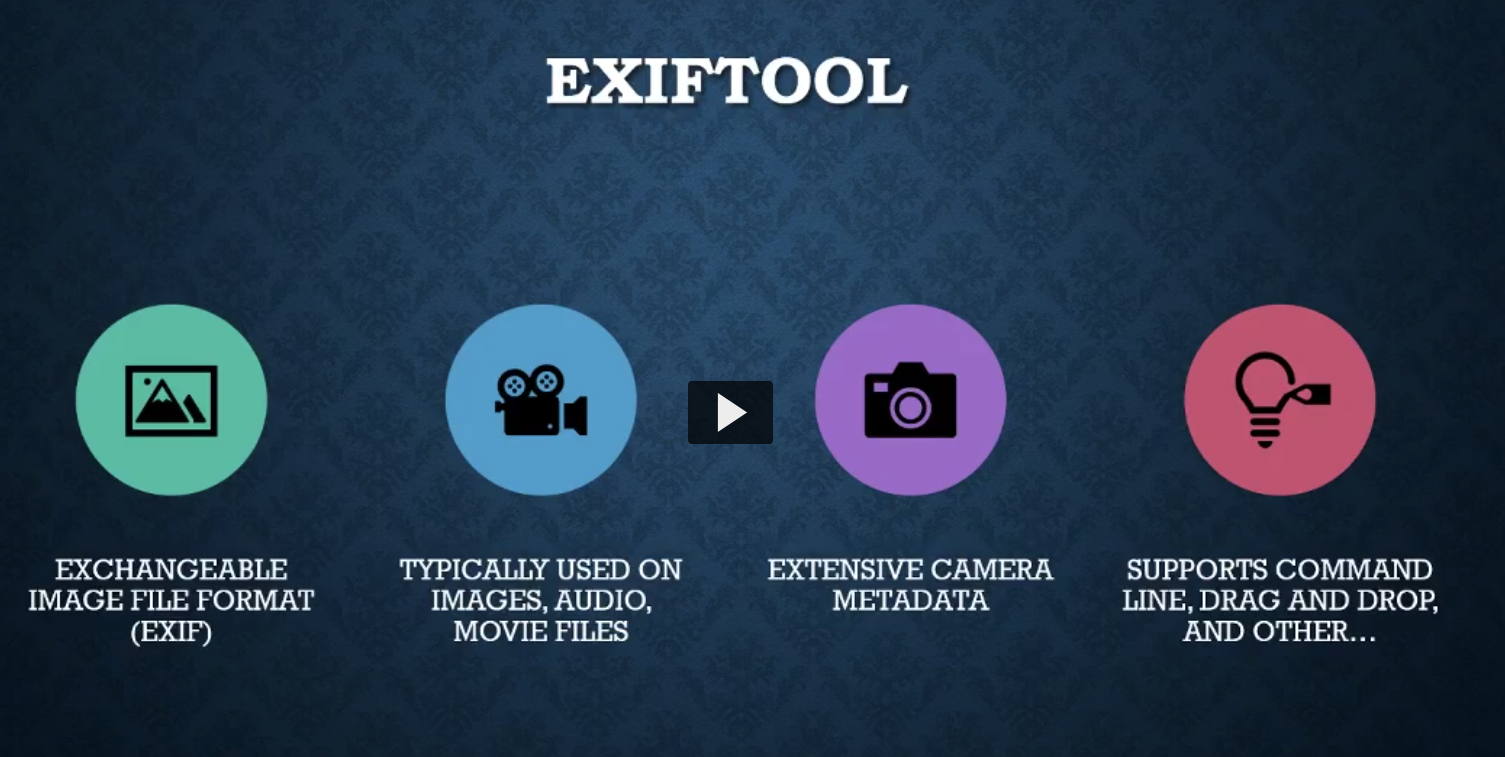 EXIFTOOL
EXCHANGEABLE
IMAGE FILE FORMAT
(EXIF)
TYPICALLY USED ON
IMAGES, AUDIO,
MOVIE FILES
EXTENSIVE CAMERA
METADATA
SUPPORTS COMMAND
LINE, DRAG AND DROP,
AND OTHER...